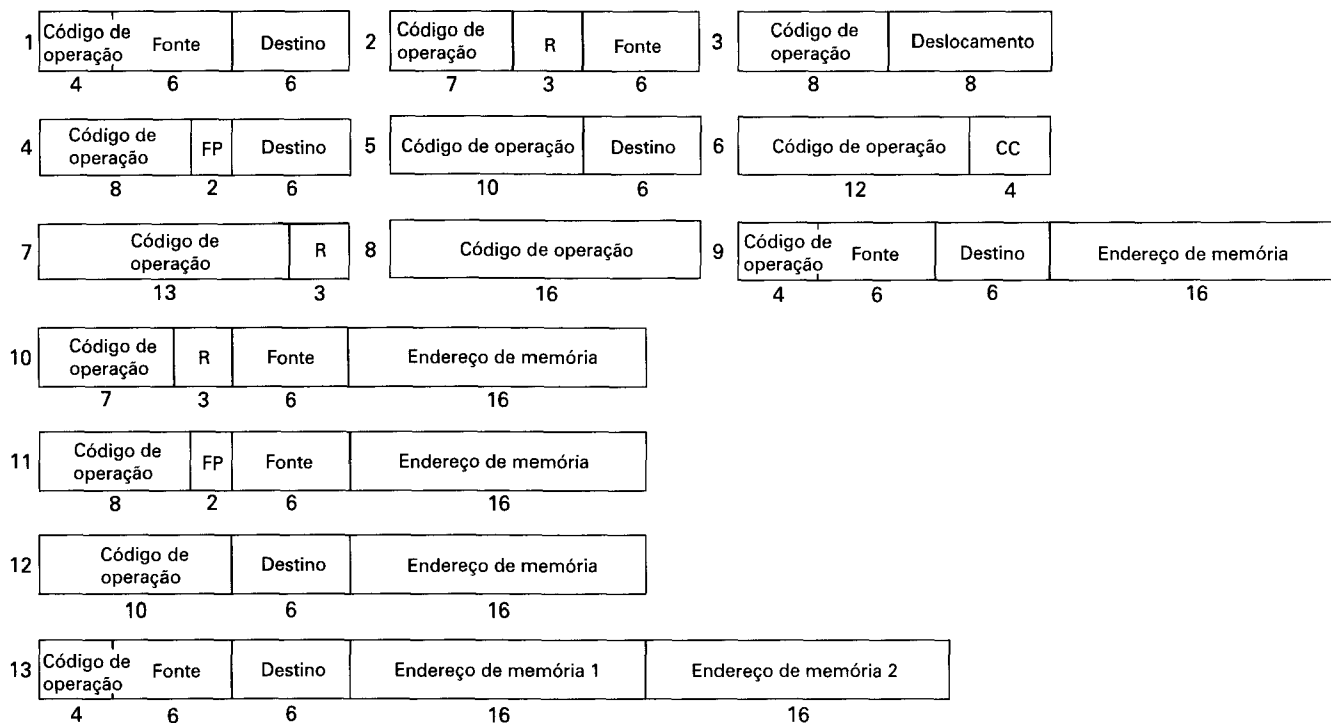 1 Código de operação Fonte Destino 2 Código de operação R Fonte 3 Código de operação Deslocamento
4 6 6 7 3 6 8 8
4 Código de operação FP Destino 5 Código de operação Destino 6 Código de operação CC
8 2 6 10 6 12 4
7 Código de operação R 8 Código de operação 9 Código de operação Fonte Destino Endereço de memória
13 3 16 4 6 6 16
10 Código de operação R Fonte Endereço de memória
7 3 6 16
11 Código de operação FP Fonte Endereço de memória
8 2 6 16
12 Código de operação Destino Endereço de memória
10 6 16
13 Código de operação Fonte Destino Endereço de memória 1 Endereço de memória 2
4 6 6 16 16